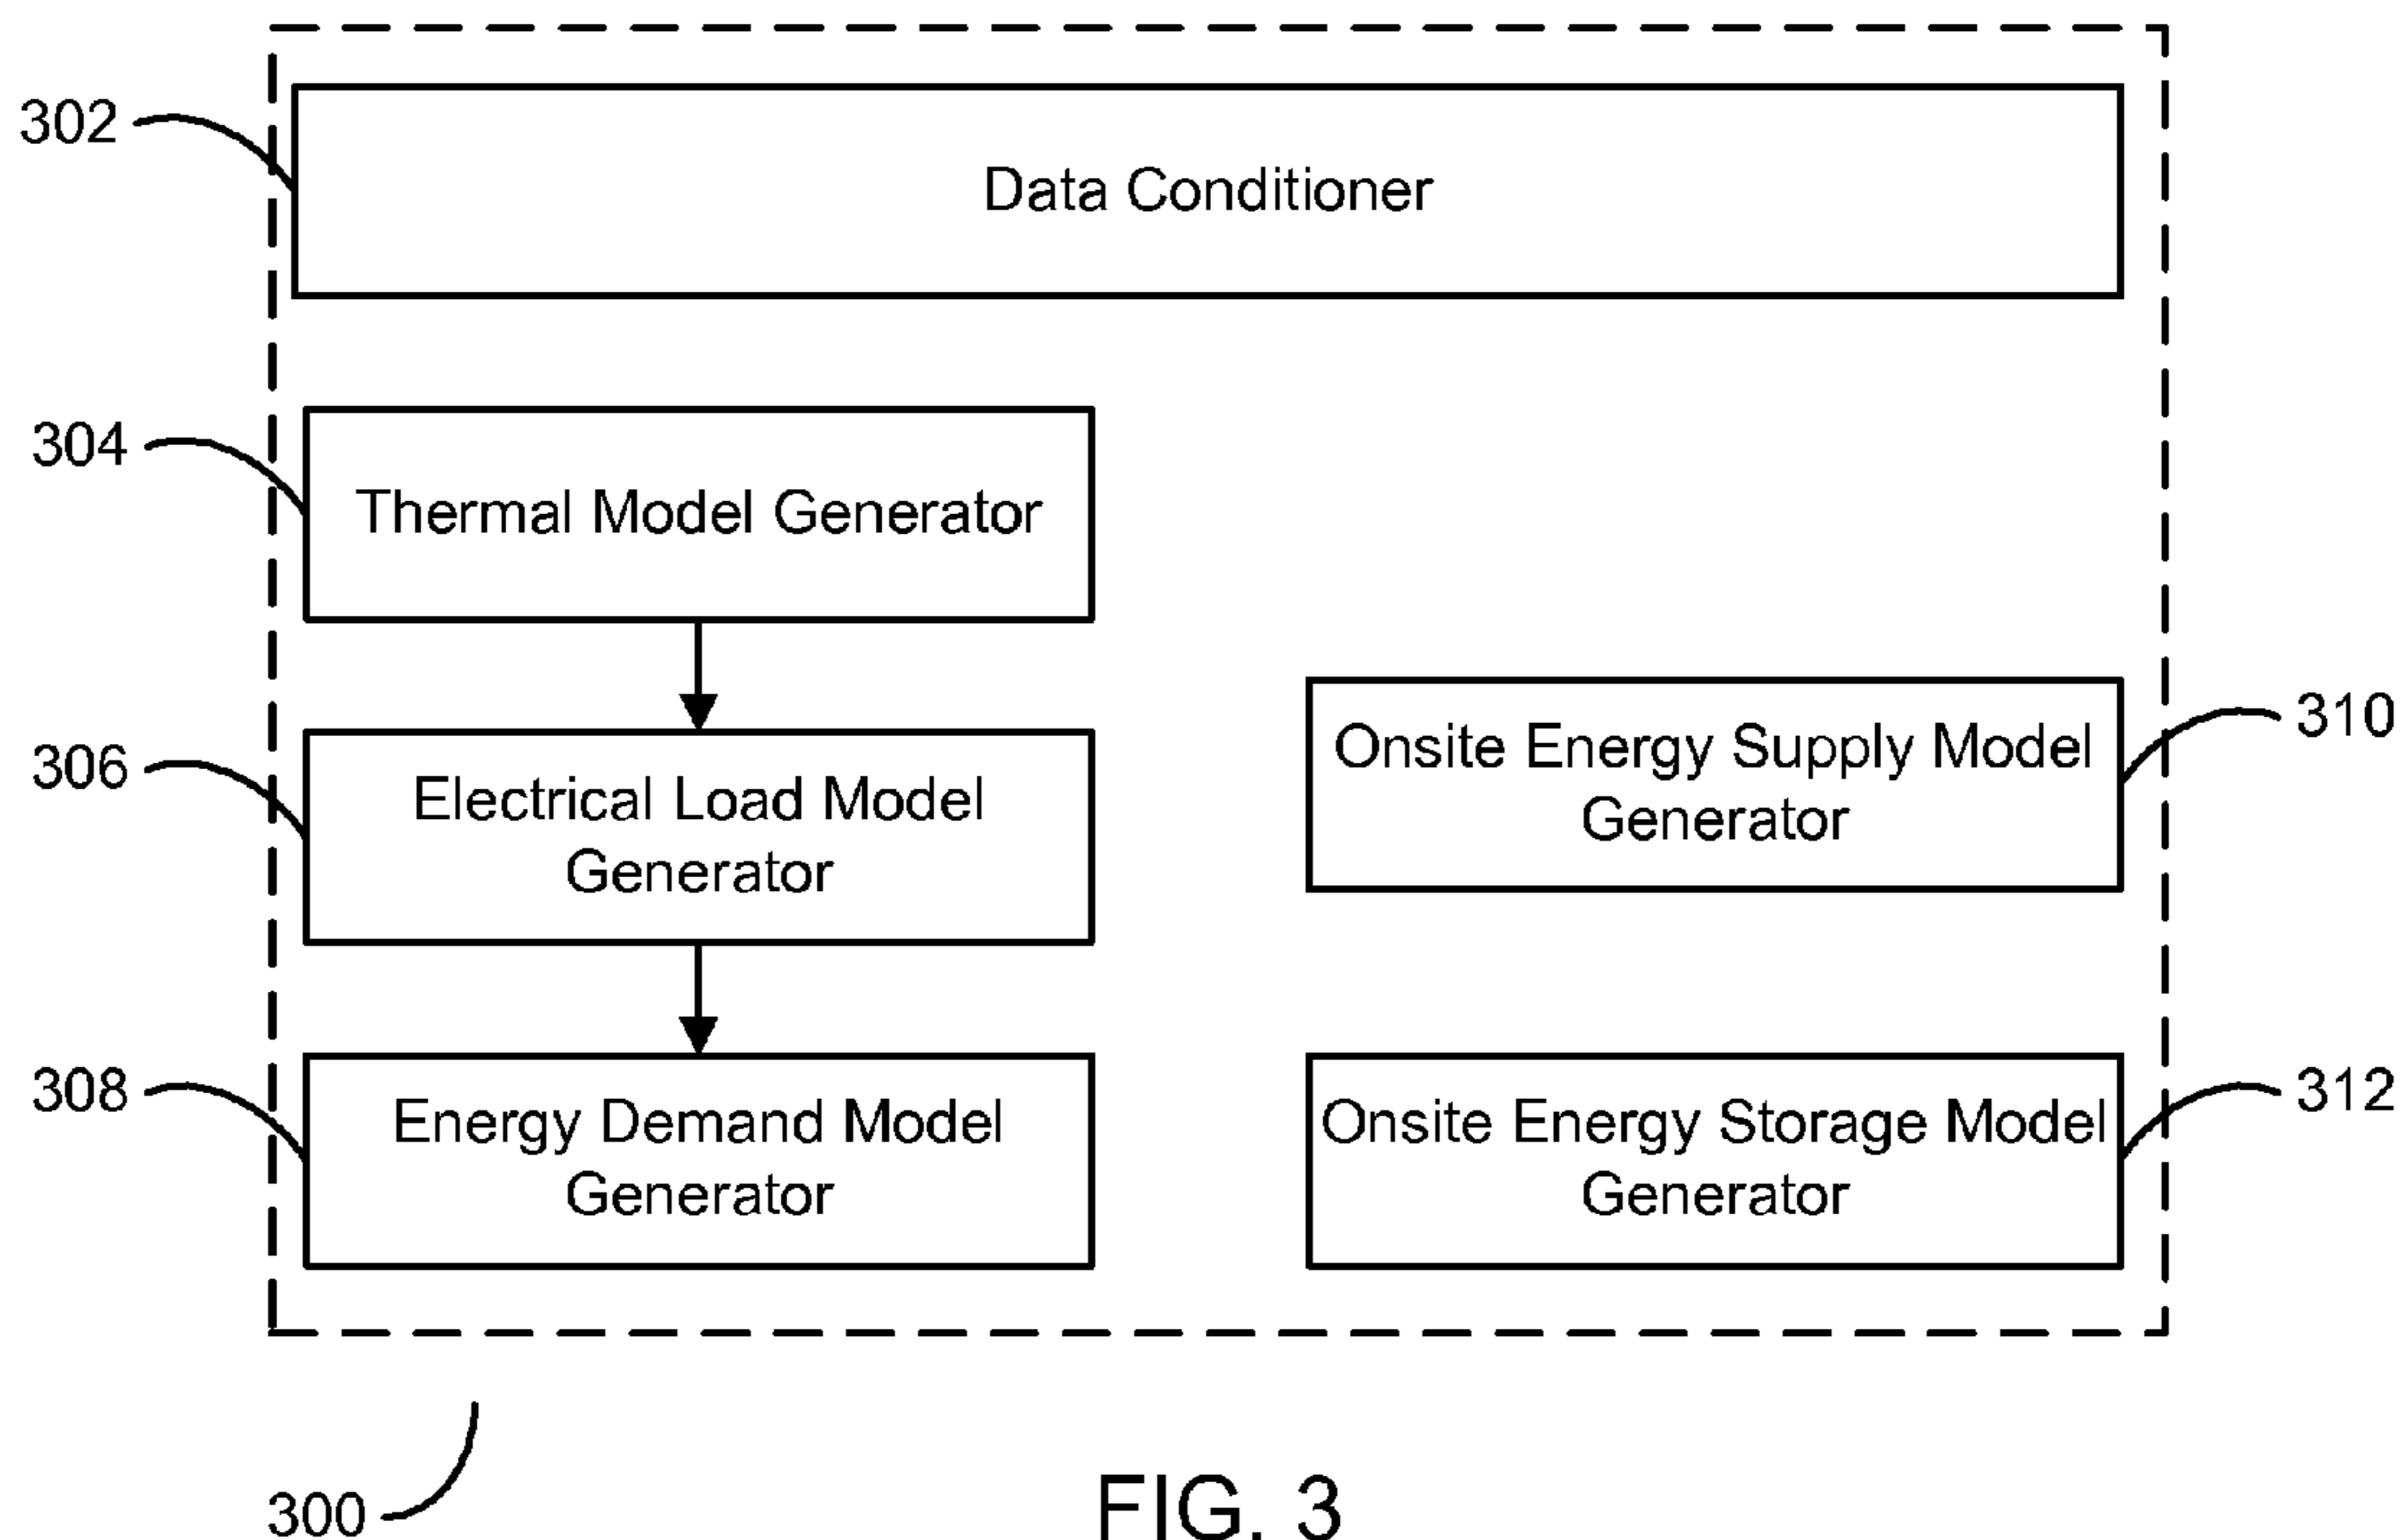 302
Data Conditioner
304
Thermal Model Generator
306
Electrical Load Model
Generator
310
Onsite Energy Supply Model
Generator
308
Energy Demand Model
Generator
312
Onsite Energy Storage Model
Generator
300
FIG. 3